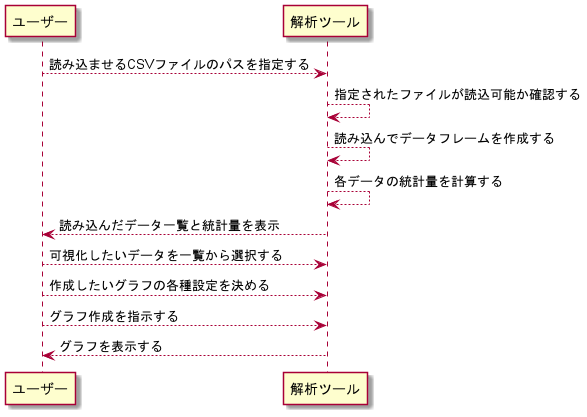 ユーザー
解析ツール
読み込ませるCSVファイルのパスを指定する
指定されたファイルが読込可能か確認する
読み込んでデータフレームを作成する
各データの統計量を計算する
読み込んだデータ一覧と統計量を表示
可視化したいデータを一覧から選択する
作成したいグラフの各種設定を決める
グラフ作成を指示する
グラフを表示する
ユーザー
解析ツール